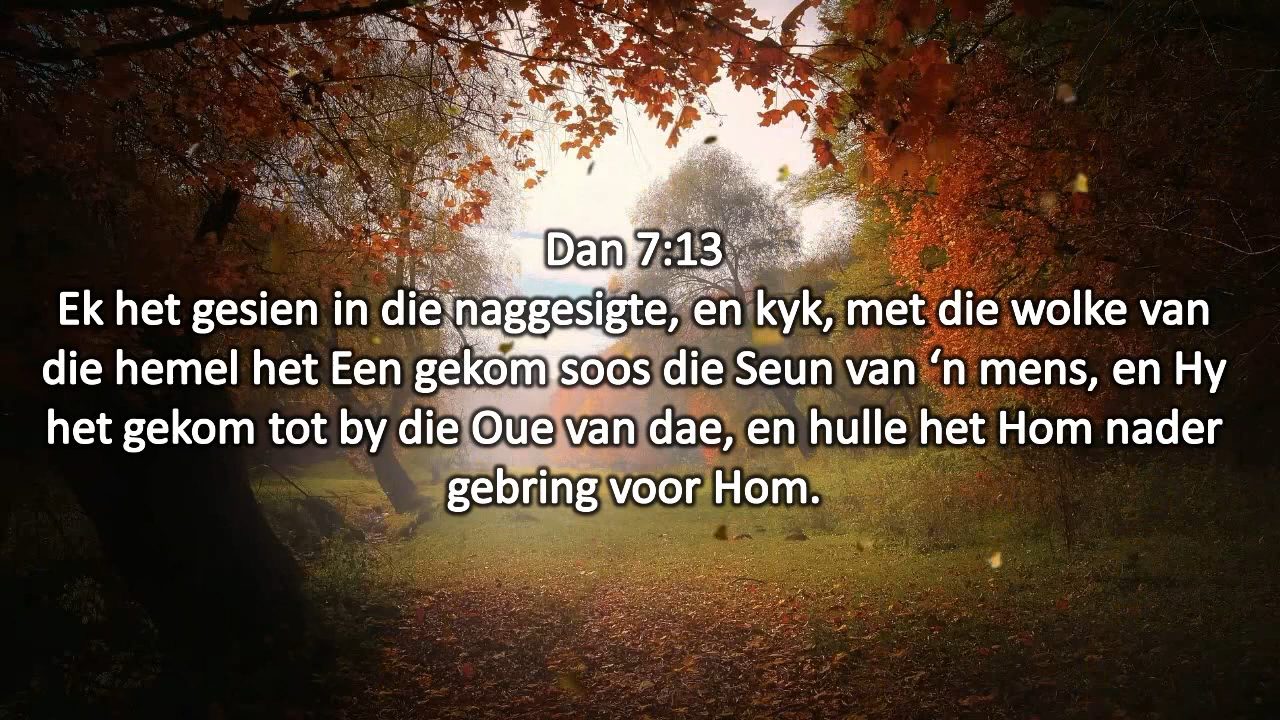 Dan 7:13
Ek het gesien in die naggesigte, en kyk, met die wolke van
die hemel het Een gekom soos die Seun van ‘n mens, en Hy
het gekom tot by die Oue van dae, en hulle het Hom nader
gebring voor Hom.